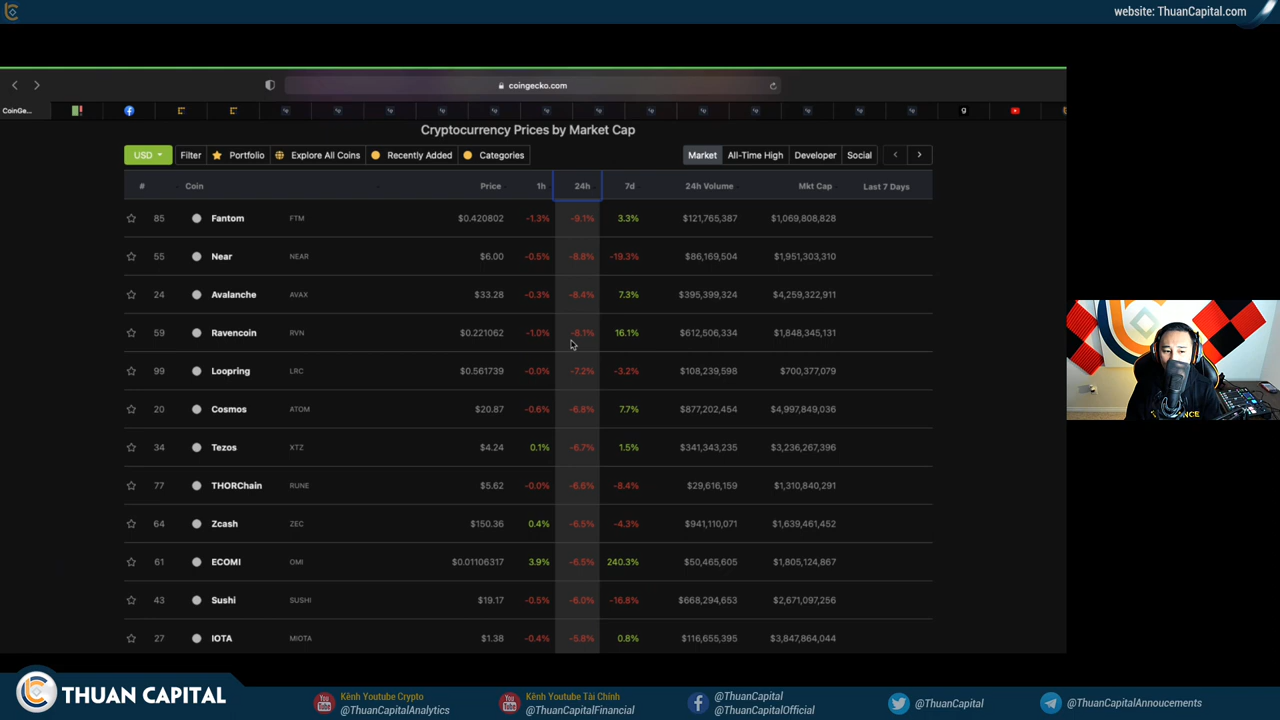 website: ThuanCapital.com
coingecko.com
CoinGe...
Cryptocurrency Prices by Market Cap
USD Filter Portfolio Explore All Coins Recently Added Categories Market All-Time High Developer Social
# Coin Price 1h 24h 7d 24h Volume Mkt Cap Last 7 Days
85 Fantom FTM $0.420802 -1.3% -9.1% 3.3% $121,765,387 $1,069,808,828
55 Near NEAR $6.00 -0.5% -8.8% -19.3% $86,169,504 $1,951,303,310
24 Avalanche AVAX $33.28 -0.3% -8.4% 7.3% $395,399,324 $4,259,322,911
59 Ravencoin RVN $0.221062 -1.0% -8.1% 16.1% $612,506,334 $1,848,345,131
99 Loopring LRC $0.561739 -0.0% -7.2% -3.2% $108,239,598 $700,377,079
20 Cosmos ATOM $20.87 -0.6% -6.8% 7.7% $877,202,454 $4,997,849,036
34 Tezos XTZ $4.24 0.1% -6.7% 1.5% $341,343,235 $3,236,267,396
77 THORChain RUNE $5.62 -0.0% -6.6% -8.4% $29,616,159 $1,310,840,291
64 Zcash ZEC $150.36 0.4% -6.5% -4.3% $941,110,071 $1,639,461,452
61 ECOMI OMI $0.01106317 3.9% -6.5% 240.3% $50,465,605 $1,805,124,867
43 Sushi SUSHI $19.17 -0.5% -6.0% -16.8% $668,294,653 $2,671,097,256
27 IOTA MIOTA $1.38 -0.4% -5.8% 0.8% $116,655,395 $3,847,864,044
THUAN CAPITAL
Kênh Youtube Crypto
@ThuanCapitalAnalytics
Kênh Youtube Tài Chính
@ThuanCapitalFinancial
@ThuanCapital
@ThuanCapitalOfficial
@ThuanCapital
@ThuanCapitalAnnoucements